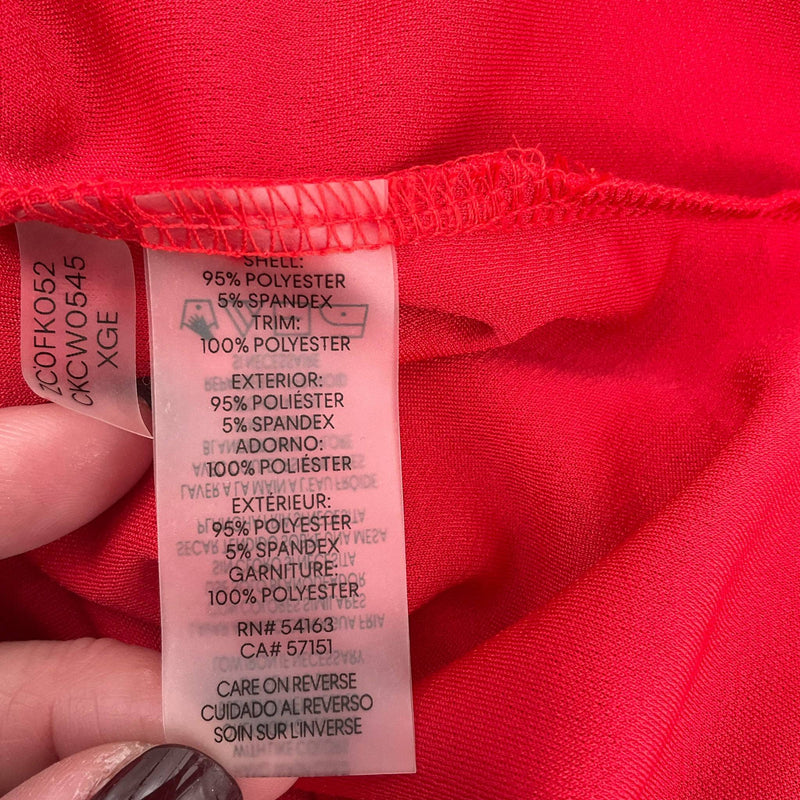 ZC0FK052
CKCW0545
XGE
SHELL:
95% POLYESTER
5% SPANDEX
TRIM:
100% POLYESTER
EXTERIOR:
95% POLIÉSTER
5% SPANDEX
ADORNO:
100% POLIÉSTER
EXTÉRIEUR:
95% POLYESTER
5% SPANDEX
GARNITURE:
100% POLYESTER
RN# 54163
CA# 57151
CARE ON REVERSE
CUIDADO AL REVERSO
SOIN SUR L'INVERSE